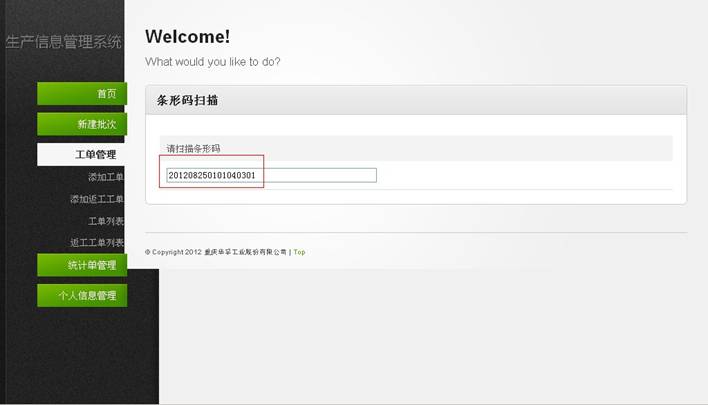 生产信息管理系统
首页
新建批次
工单管理
添加工单
添加返工工单
工单列表
返工工单列表
统计单管理
个人信息管理
Welcome!
What would you like to do?
条形码扫描
请扫描条形码
201208250101040301
© Copyright 2012 重庆华孚工业股份有限公司 | Top